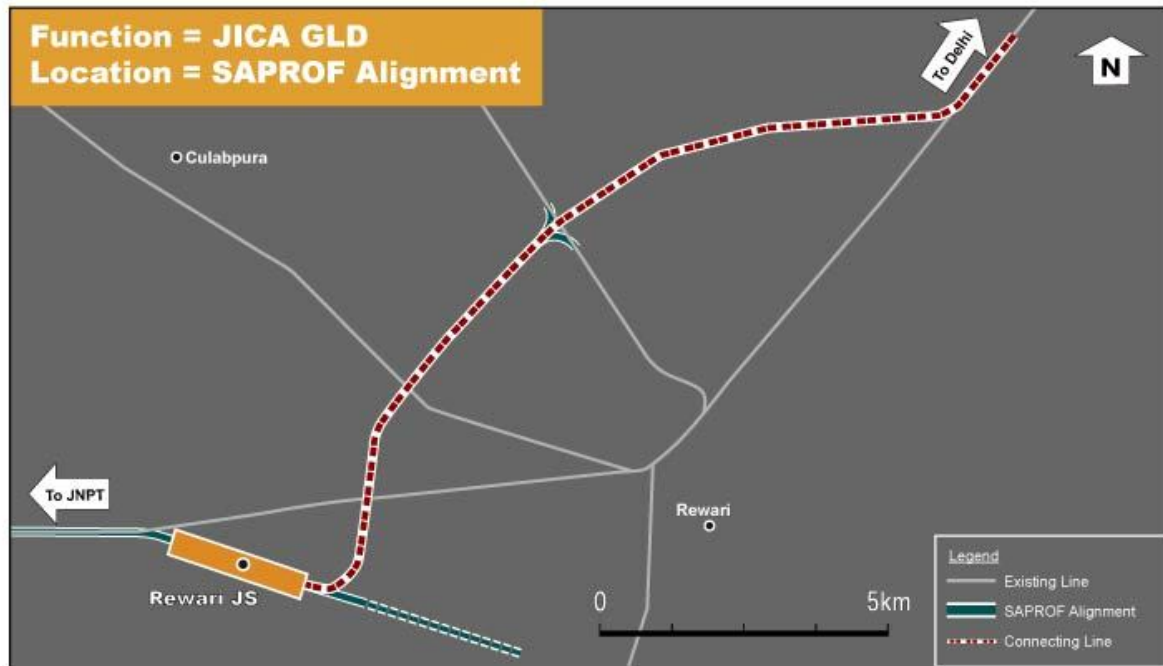 Function = JICA GLD
Location = SAPROF Alignment
To Delhi
N
Culabpura
To JNPT
Rewari
Rewari JS
0 5km
Legend
Existing Line
SAPROF Alignment
Connecting Line